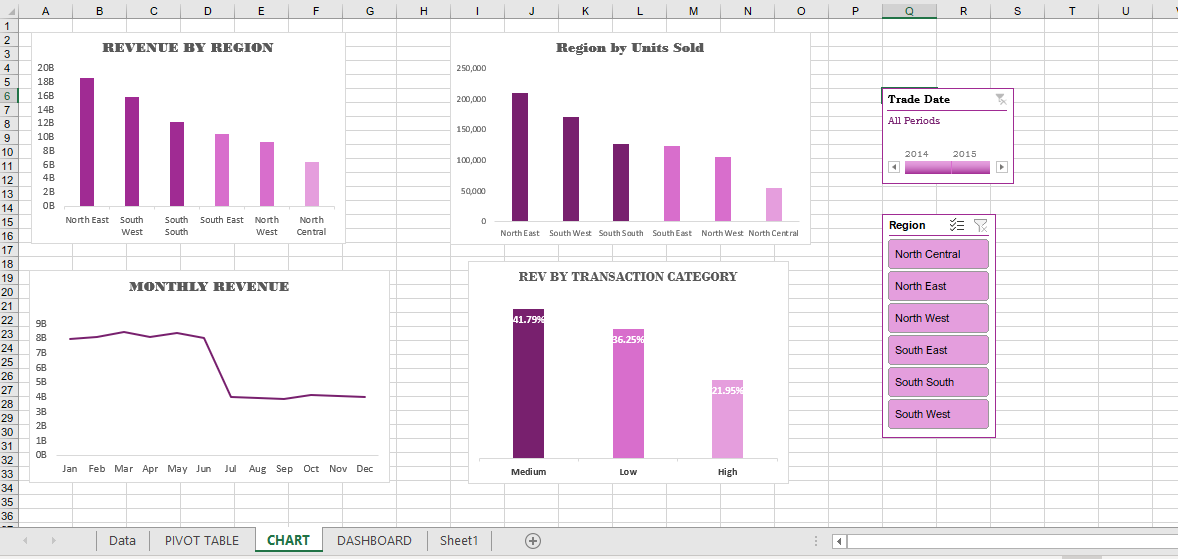 A B C D E F G H I J K L M N O P Q R S T U
1
2
3
4
5
6
7
8
9
10
11
12
13
14
15
16
17
18
19
20
21
22
23
24
25
26
27
28
29
30
31
32
33
34
35
36
REVENUE BY REGION
20B
18B
16B
14B
12B
10B
8B
6B
4B
2B
0B
North East South West South South South East North West North Central
Region by Units Sold
250,000
200,000
150,000
100,000
50,000
0
North East South West South South South East North West North Central
Trade Date
All Periods
2014 2015
Region
North Central
North East
North West
South East
South South
South West
MONTHLY REVENUE
9B
8B
7B
6B
5B
4B
3B
2B
1B
0B
Jan Feb Mar Apr May Jun Jul Aug Sep Oct Nov Dec
REV BY TRANSACTION CATEGORY
41.79%
36.25%
21.95%
Medium Low High
Data PIVOT TABLE CHART DASHBOARD Sheet1